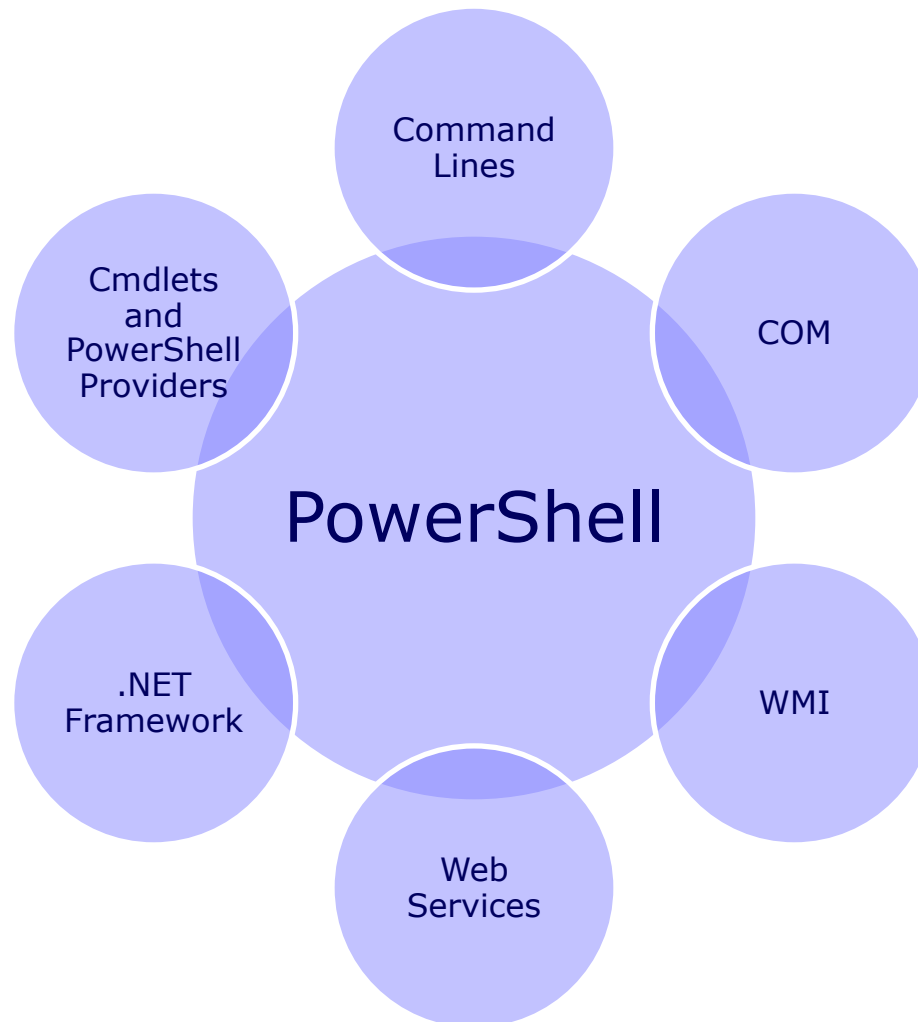 Command
Lines
Cmdlets
and
PowerShell
Providers
COM
PowerShell
.NET
Framework
WMI
Web
Services